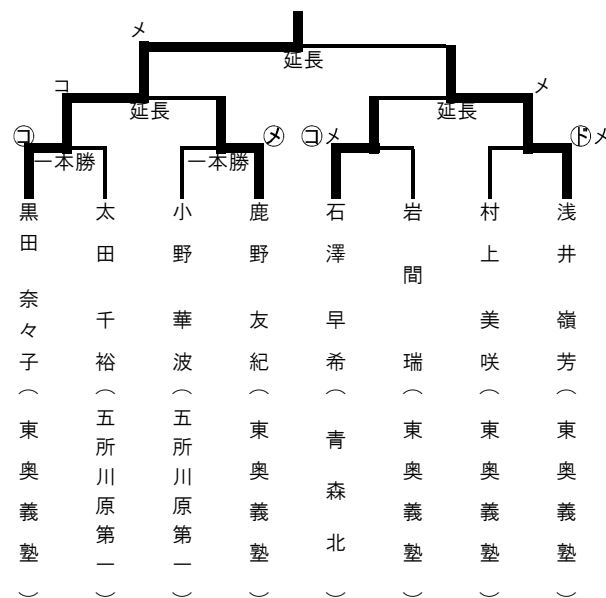 メ
延長
コ
メ
延長
延長
㋙
㋱
㋙メ
㋣゙メ
一本勝
一本勝
黒田 奈々子(東奥義塾)
太田 千裕(五所川原第一)
小野 華波(五所川原第一)
鹿野 友紀(東奥義塾)
石澤 早希(青森北)
岩間 瑞(東奥義塾)
村上 美咲(東奥義塾)
浅井 嶺芳(東奥義塾)